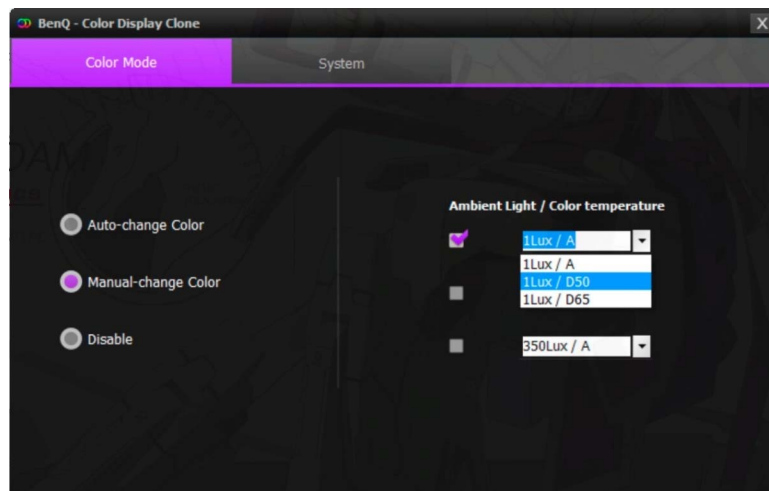 BenQ - Color Display Clone
X
Color Mode
System
Ambient Light / Color temperature
Auto-change Color
1Lux / A
1Lux / A
1Lux / D50
1Lux / D65
Manual-change Color
Disable
350Lux / A